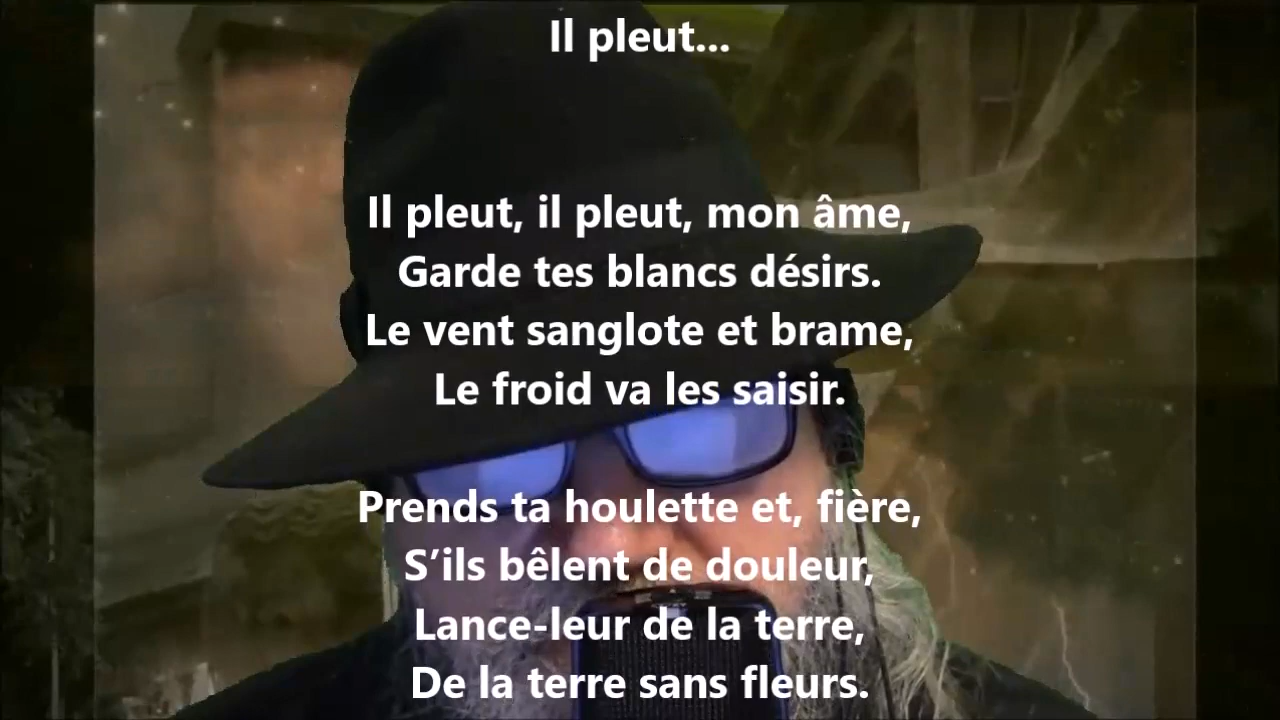 Il pleut...
Il pleut, il pleut, mon âme,
Garde tes blancs désirs.
Le vent sanglote et brame,
Le froid va les saisir.
Prends ta houlette et, fière,
S’ils bêlent de douleur,
Lance-leur de la terre,
De la terre sans fleurs.